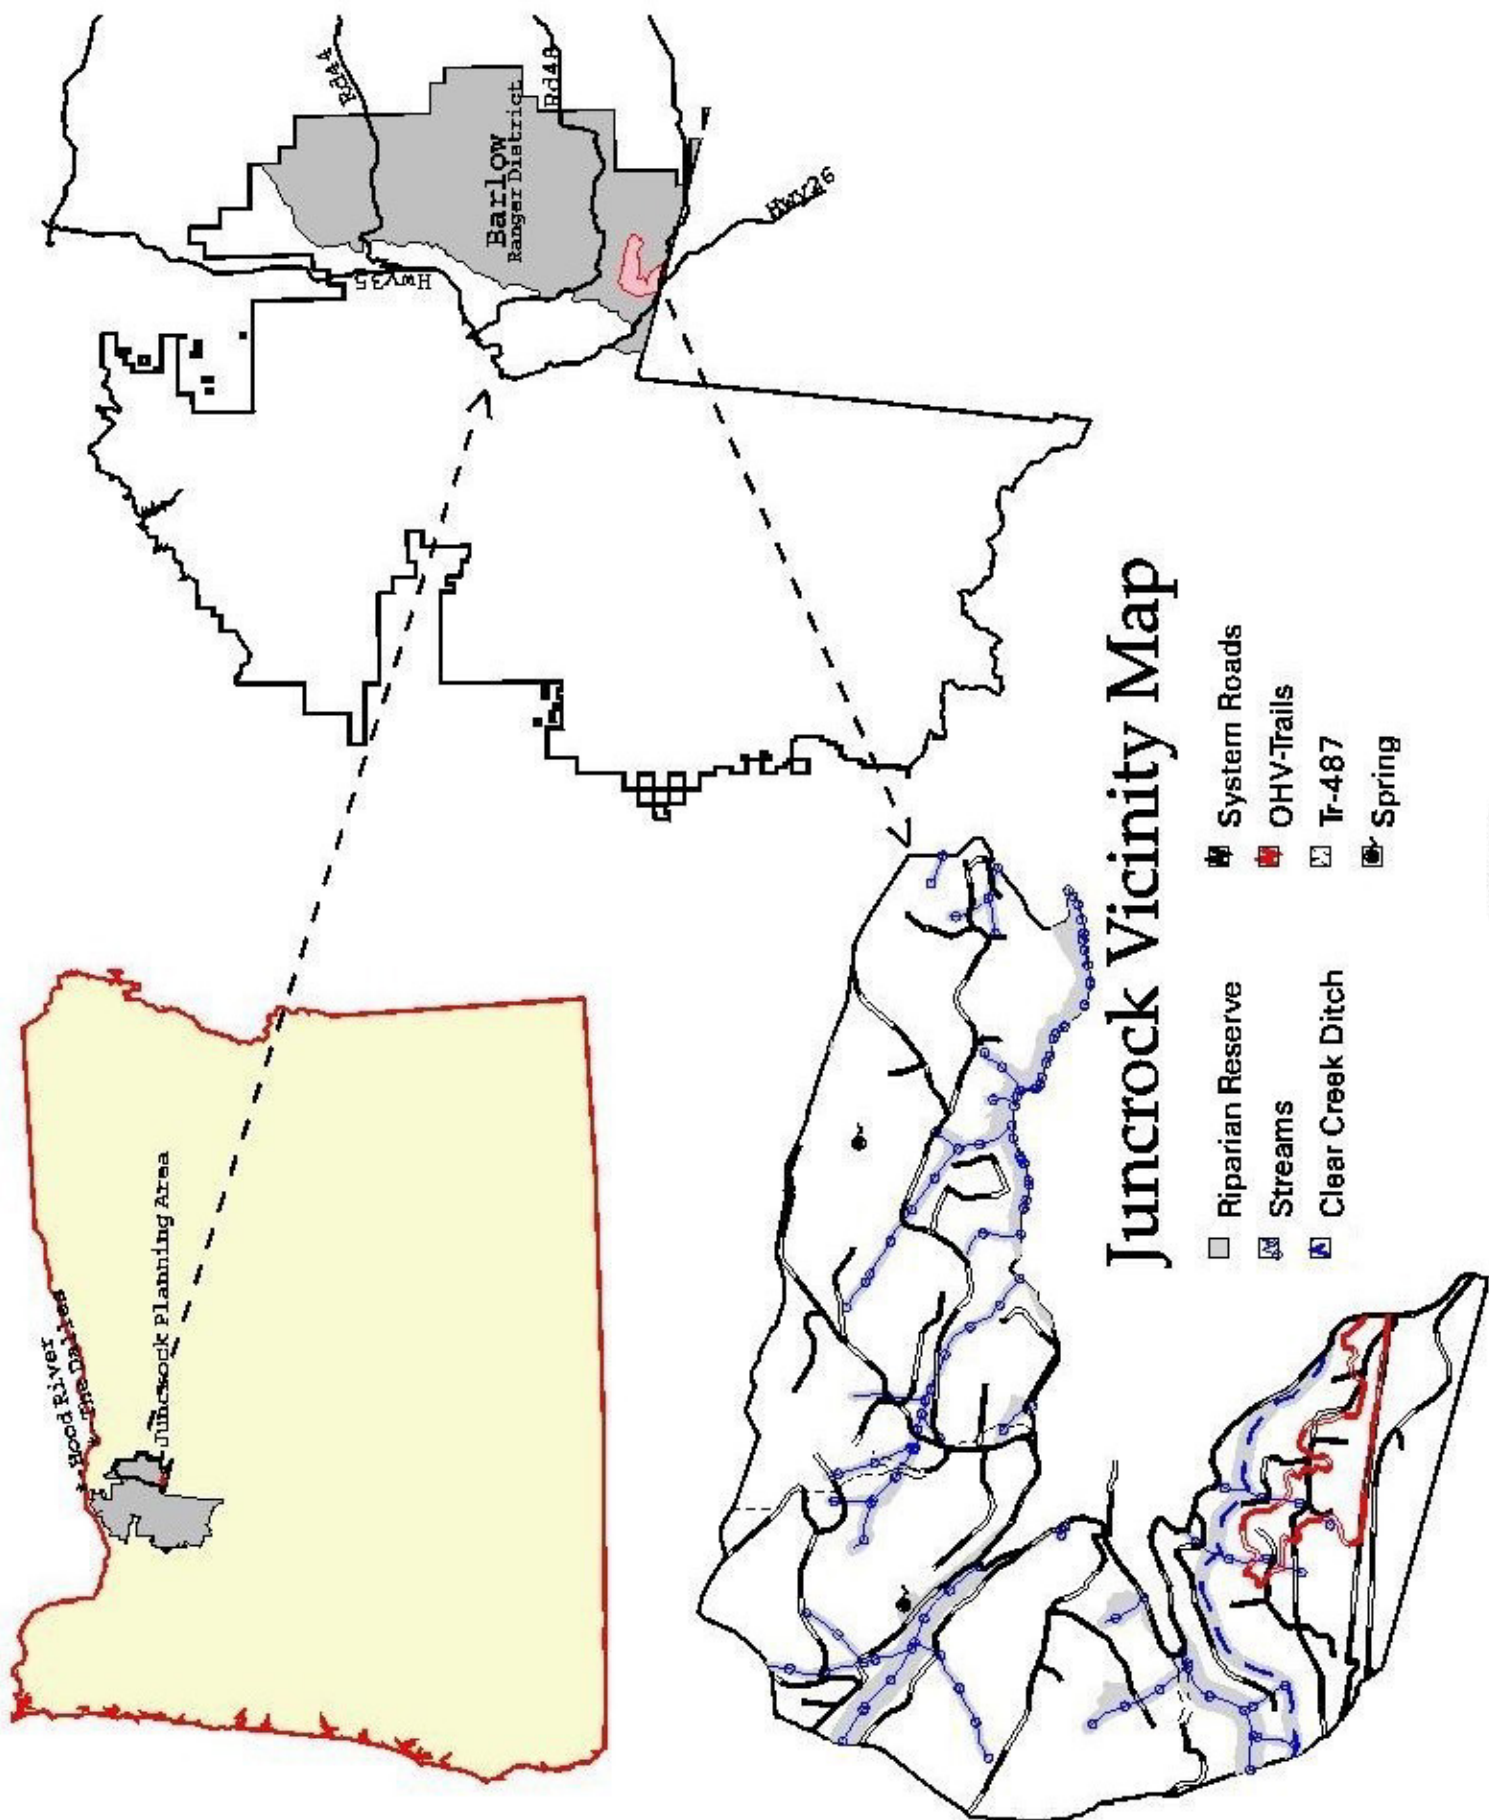 Hood River
The Dalles
Juncrock Planning Area
Rd44
Hwy35
Barlow
Ranger District
Rd48
Hwy26
Juncrock Vicinity Map
Riparian Reserve
Streams
Clear Creek Ditch
System Roads
OHV-Trails
Tr-487
Spring